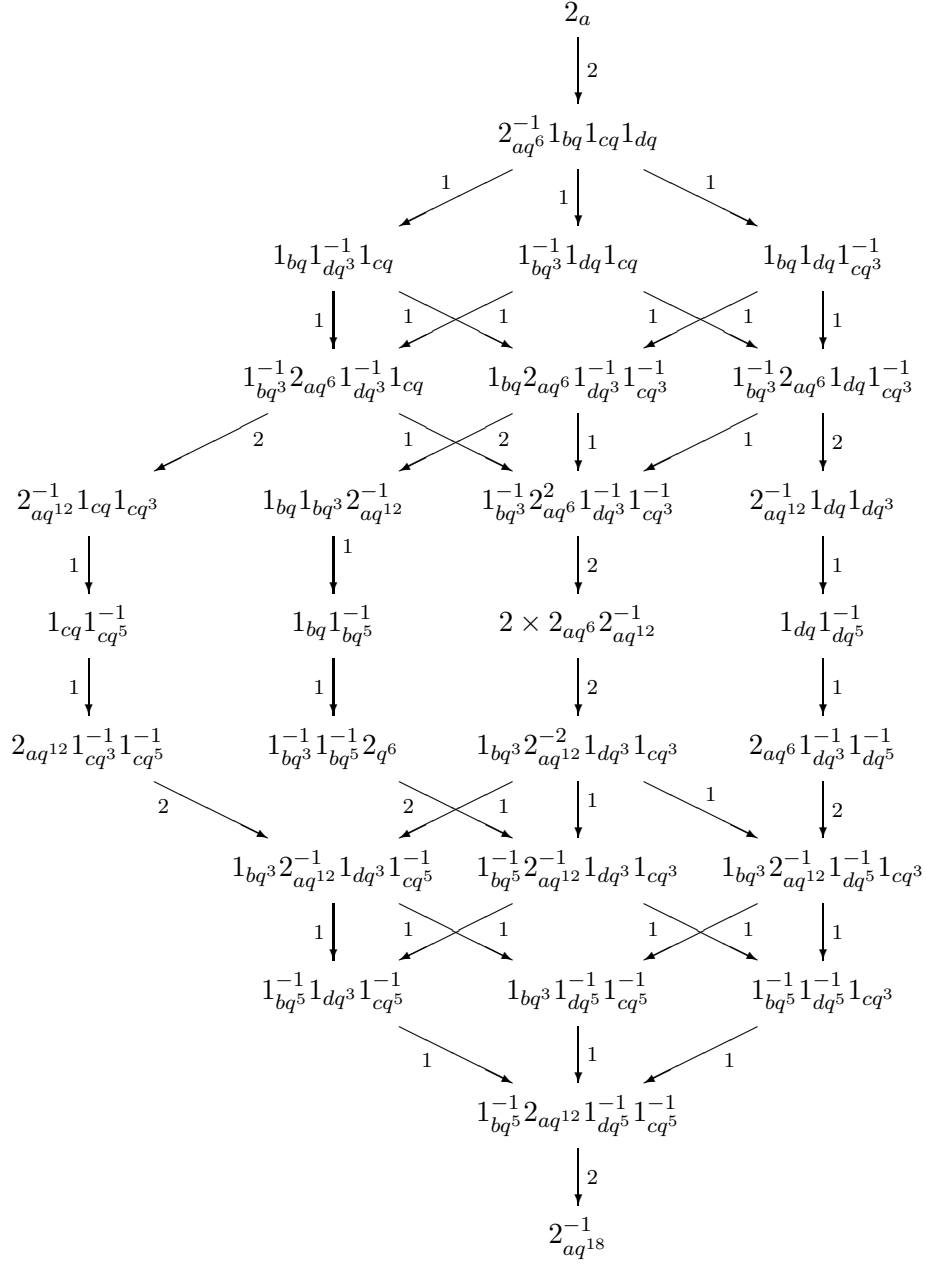 2_a
2
2^{-1}_{aq^6}1_{bq}1_{cq}1_{dq}
1 1 1
1_{bq}1^{-1}_{dq^3}1_{cq} 1^{-1}_{bq^3}1_{dq}1_{cq} 1_{bq}1_{dq}1^{-1}_{cq^3}
1 1 1 1 1 1
1^{-1}_{bq^3}2_{aq^6}1^{-1}_{dq^3}1_{cq} 1_{bq}2_{aq^6}1^{-1}_{dq^3}1^{-1}_{cq^3} 1^{-1}_{bq^3}2_{aq^6}1_{dq}1^{-1}_{cq^3}
2 1 2 1 1 2
2^{-1}_{aq^{12}}1_{cq}1_{cq^3} 1_{bq}1_{bq^3}2^{-1}_{aq^{12}} 1^{-1}_{bq^3}2^2_{aq^6}1^{-1}_{dq^3}1^{-1}_{cq^3} 2^{-1}_{aq^{12}}1_{dq}1_{dq^3}
1 1 2 1
1_{cq}1^{-1}_{cq^5} 1_{bq}1^{-1}_{bq^5} 2 × 2_{aq^6}2^{-1}_{aq^{12}} 1_{dq}1^{-1}_{dq^5}
1 1 2 1
2_{aq^{12}}1^{-1}_{cq^3}1^{-1}_{cq^5} 1^{-1}_{bq^3}1^{-1}_{bq^5}2_{q^6} 1_{bq^3}2^{-2}_{aq^{12}}1_{dq^3}1_{cq^3} 2_{aq^6}1^{-1}_{dq^3}1^{-1}_{dq^5}
2 2 1 1 1 2
1_{bq^3}2^{-1}_{aq^{12}}1_{dq^3}1^{-1}_{cq^5} 1^{-1}_{bq^5}2^{-1}_{aq^{12}}1_{dq^3}1_{cq^3} 1_{bq^3}2^{-1}_{aq^{12}}1^{-1}_{dq^5}1_{cq^3}
1 1 1 1 1 1
1^{-1}_{bq^5}1_{dq^3}1^{-1}_{cq^5} 1_{bq^3}1^{-1}_{dq^5}1^{-1}_{cq^5} 1^{-1}_{bq^5}1^{-1}_{dq^5}1_{cq^3}
1 1 1
1^{-1}_{bq^5}2_{aq^{12}}1^{-1}_{dq^5}1^{-1}_{cq^5}
2
2^{-1}_{aq^{18}}